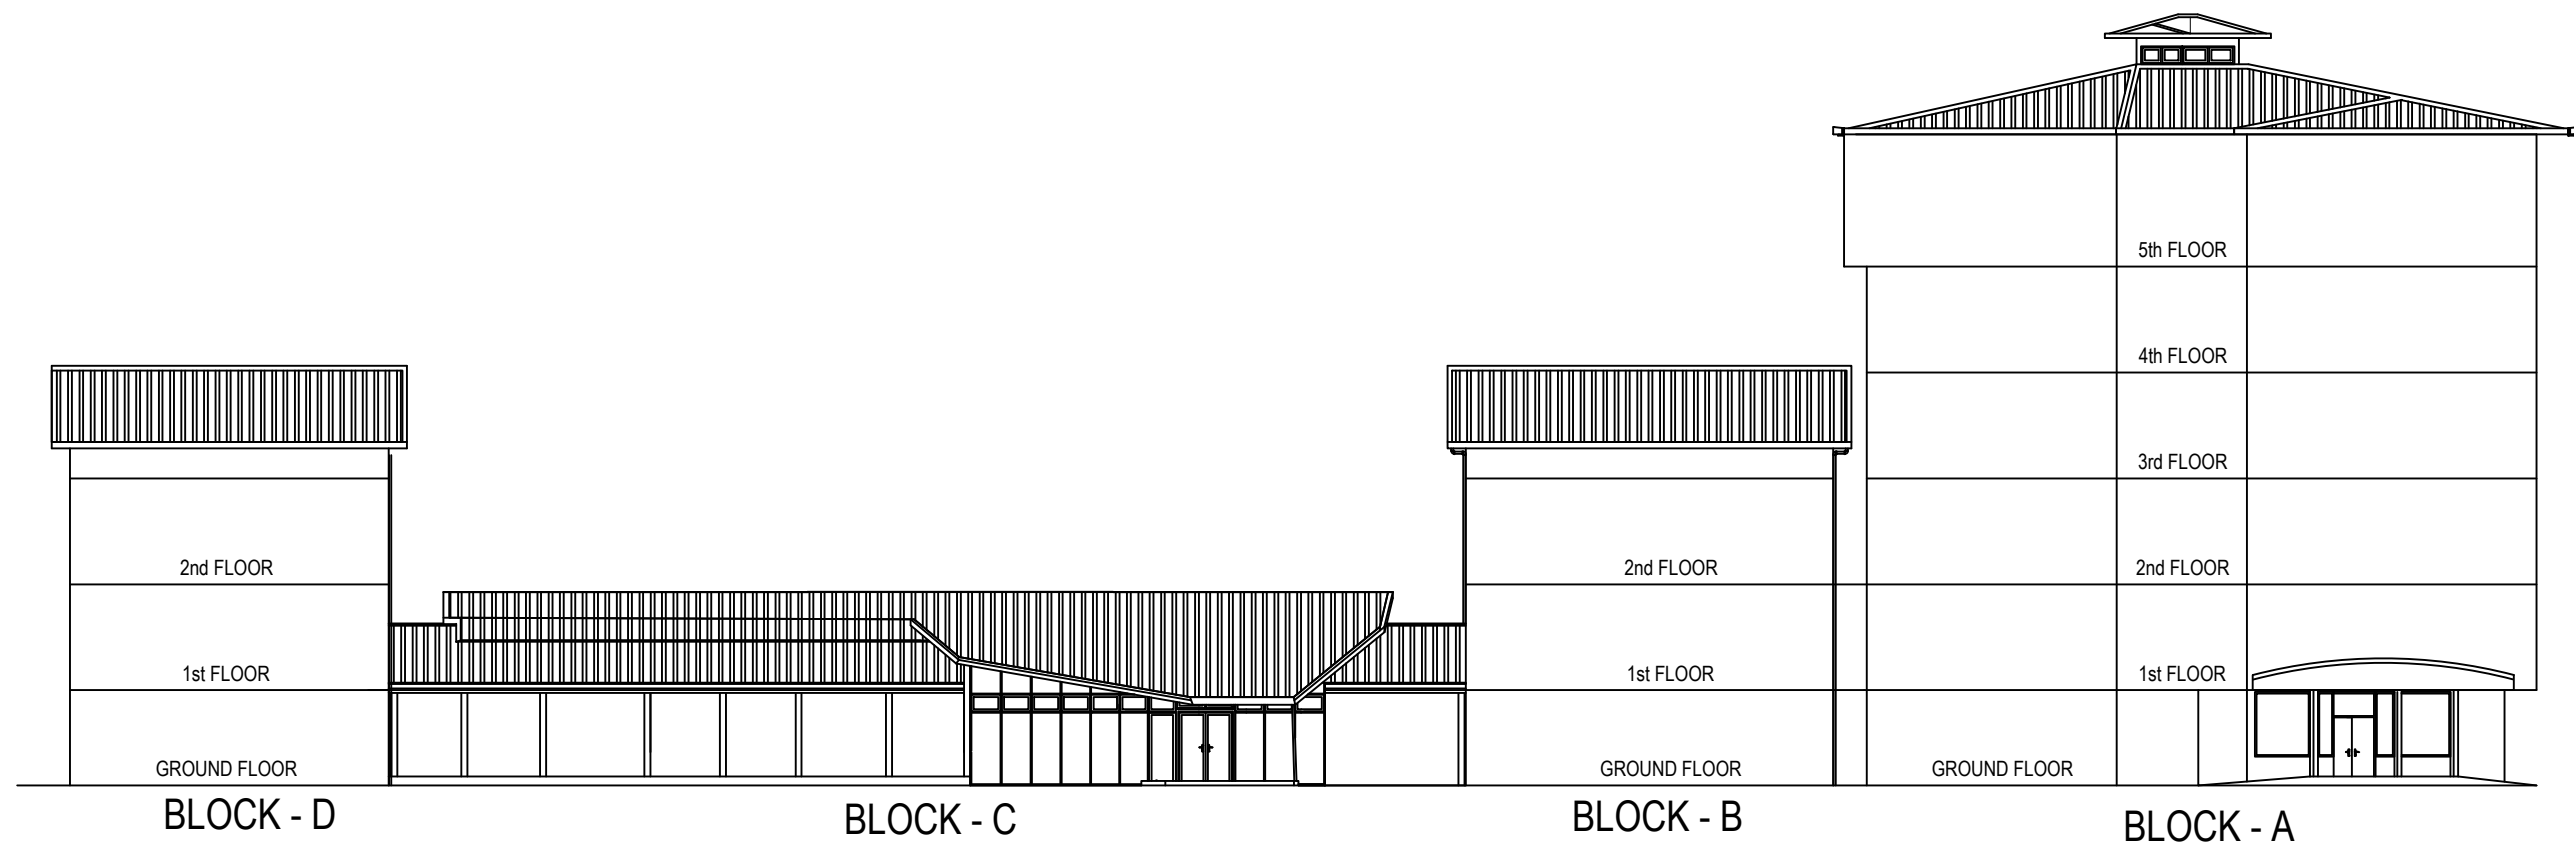 5th FLOOR
4th FLOOR
3rd FLOOR
2nd FLOOR
2nd FLOOR
2nd FLOOR
1st FLOOR
1st FLOOR
1st FLOOR
GROUND FLOOR
GROUND FLOOR
GROUND FLOOR
BLOCK - D
BLOCK - C
BLOCK - B
BLOCK - A